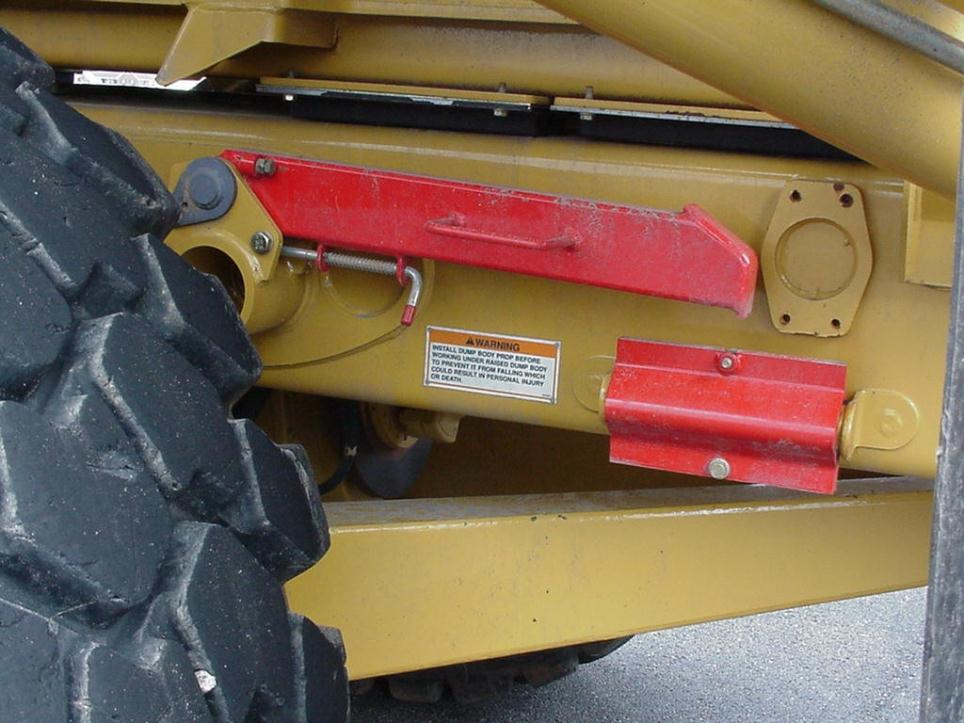 WARNING
INSTALL DUMP BODY PROP BEFORE
WORKING UNDER RAISED DUMP BODY
TO PREVENT IT FROM FALLING WHICH
COULD RESULT IN PERSONAL INJURY
OR DEATH.